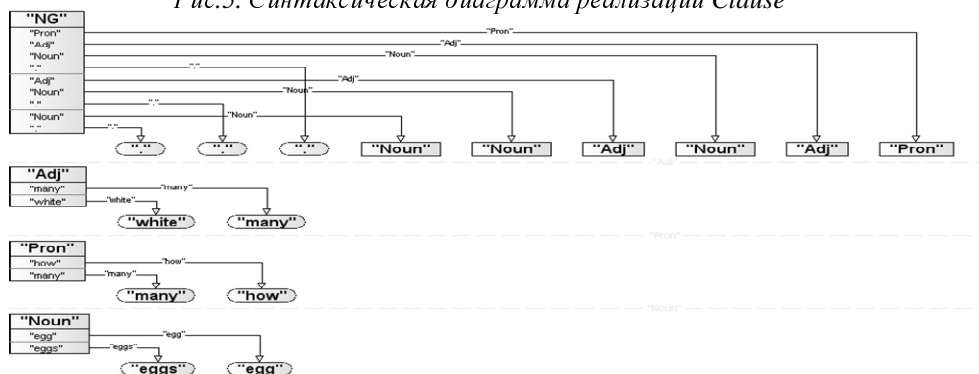 Рис.3. Синтаксическая диаграмма реализации Clause
"NG"
"Pron"
"Adj"
"Noun"
"."
"Adj"
"Noun"
"."
"Noun"
"."
"Pron"
"Adj"
"Noun"
"."
"Adj"
"Noun"
"."
"Noun"
"."
"." "." "." "Noun" "Noun" "Adj" "Noun" "Adj" "Pron"
"Adj"
"Adj"
"many" "many"
"white" "white"
"white" "many"
"Pron"
"Pron"
"how" "how"
"many" "many"
"many" "how"
"Noun"
"Noun"
"egg" "egg"
"eggs" "eggs"
"eggs" "egg"